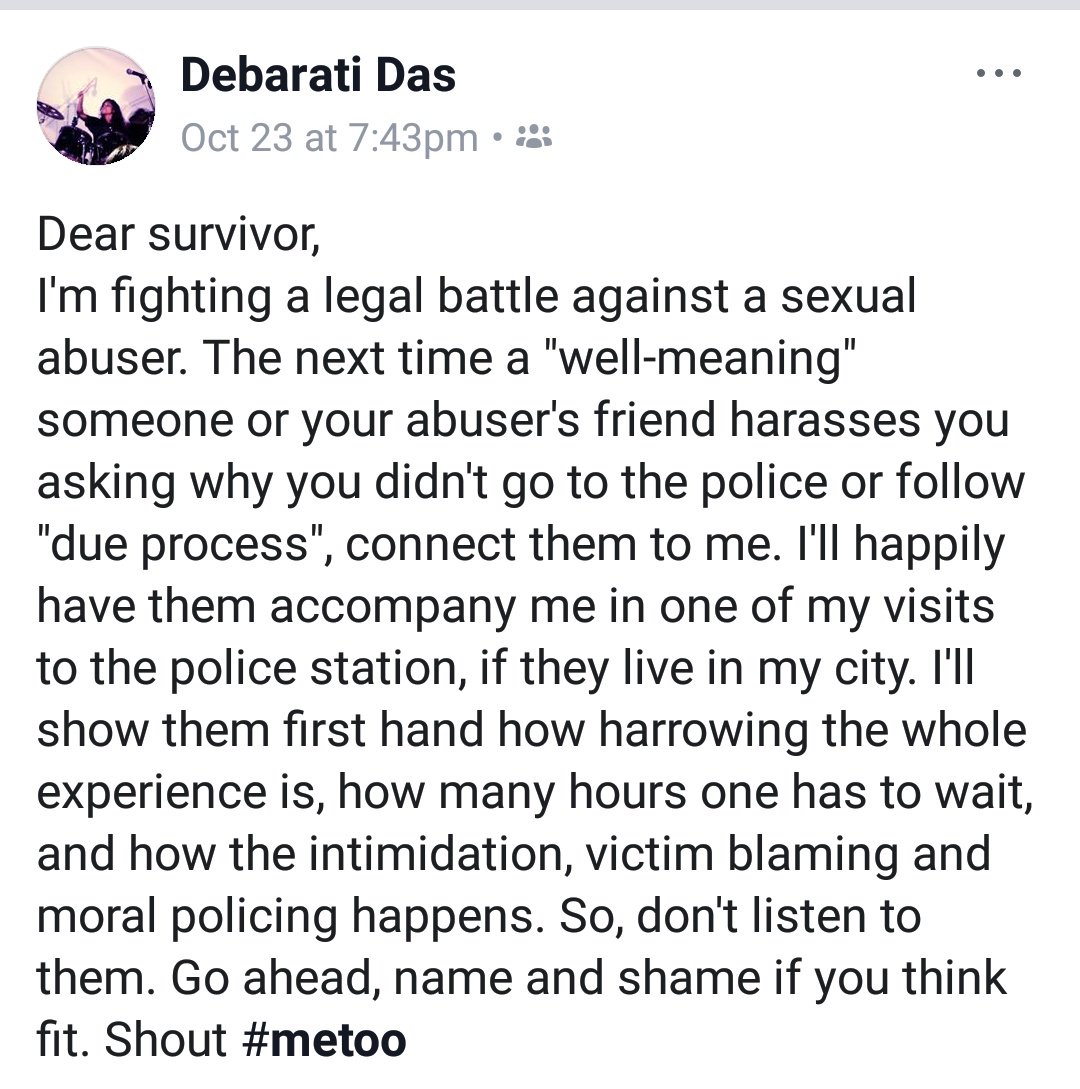 Debarati Das
Oct 23 at 7:43pm •
Dear survivor,
I'm fighting a legal battle against a sexual
abuser. The next time a "well-meaning"
someone or your abuser's friend harasses you
asking why you didn't go to the police or follow
"due process", connect them to me. I'll happily
have them accompany me in one of my visits
to the police station, if they live in my city. I'll
show them first hand how harrowing the whole
experience is, how many hours one has to wait,
and how the intimidation, victim blaming and
moral policing happens. So, don't listen to
them. Go ahead, name and shame if you think
fit. Shout #metoo